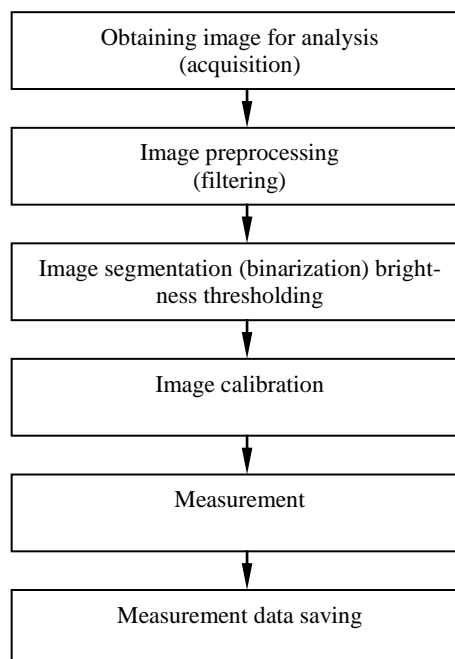 Obtaining image for analysis
(acquisition)
Image preprocessing
(filtering)
Image segmentation (binarization) bright-
ness thresholding
Image calibration
Measurement
Measurement data saving